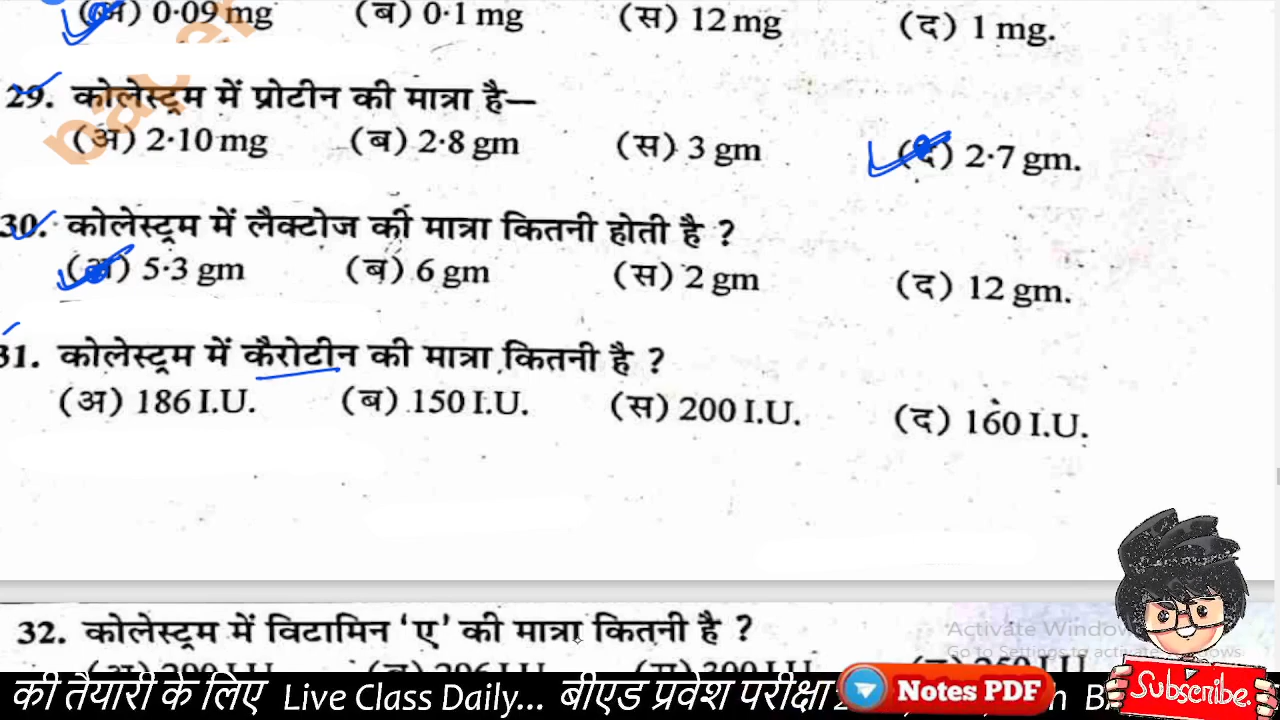 (अ) 0·09 mg (ब) 0·1 mg (स) 12 mg (द) 1 mg.
29. कोलेस्ट्रम में प्रोटीन की मात्रा है—
(अ) 2·10 mg (ब) 2·8 gm (स) 3 gm (द) 2·7 gm.
30. कोलेस्ट्रम में लैक्टोज की मात्रा कितनी होती है ?
(अ) 5·3 gm (ब) 6 gm (स) 2 gm (द) 12 gm.
31. कोलेस्ट्रम में कैरोटीन की मात्रा कितनी है ?
(अ) 186 I.U. (ब) 150 I.U. (स) 200 I.U. (द) 160 I.U.
32. कोलेस्ट्रम में विटामिन 'ए' की मात्रा कितनी है ?
Activate Windows
Go to Settings to activate Windows
की तैयारी के लिए Live Class Daily... बीएड प्रवेश परीक्षा
Notes PDF
Subscribe.